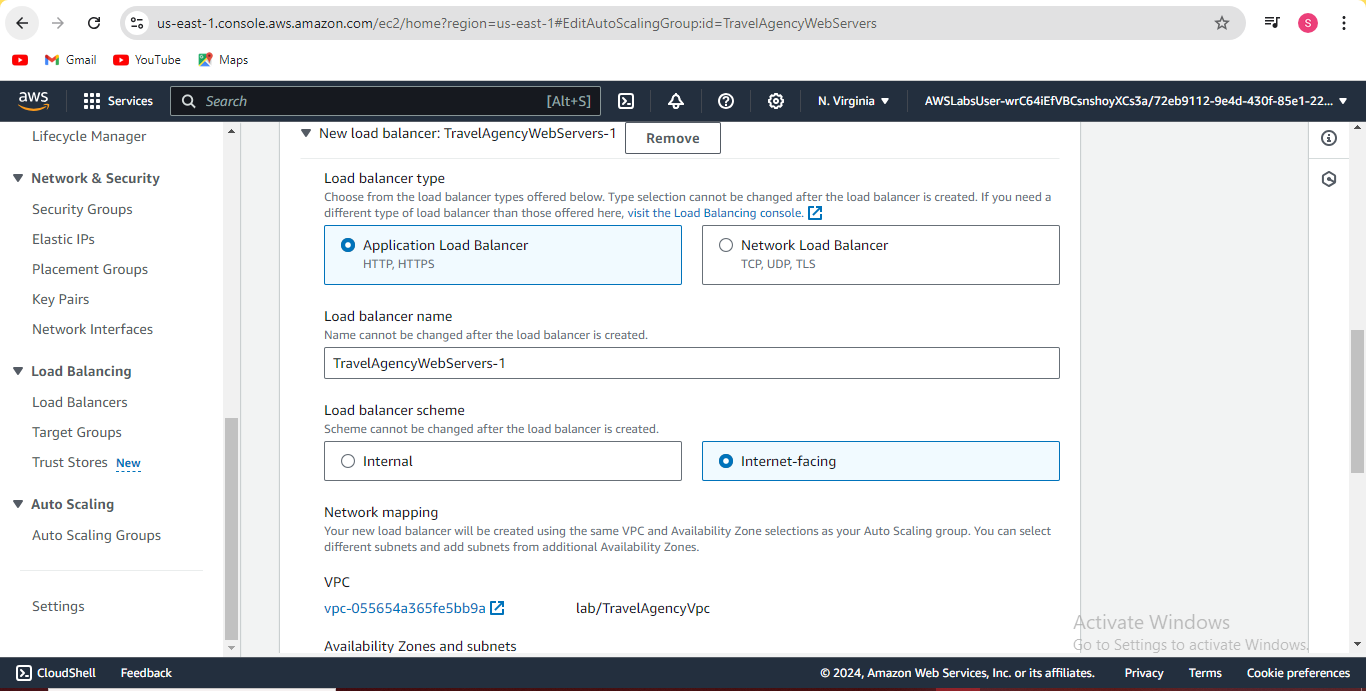 us-east-1.console.aws.amazon.com/ec2/home?region=us-east-1#EditAutoScalingGroup:id=TravelAgencyWebServers
S
Gmail
YouTube
Maps
aws
Services
Search
[Alt+S]
N. Virginia
AWSLabsUser-wrC64iEfVBCsnshoyXCs3a/72eb9112-9e4d-430f-85e1-22...
Lifecycle Manager
Network & Security
Security Groups
Elastic IPs
Placement Groups
Key Pairs
Network Interfaces
Load Balancing
Load Balancers
Target Groups
Trust Stores New
Auto Scaling
Auto Scaling Groups
Settings
New load balancer: TravelAgencyWebServers-1
Remove
Load balancer type
Choose from the load balancer types offered below. Type selection cannot be changed after the load balancer is created. If you need a
different type of load balancer than those offered here, visit the Load Balancing console.
Application Load Balancer
HTTP, HTTPS
Network Load Balancer
TCP, UDP, TLS
Load balancer name
Name cannot be changed after the load balancer is created.
TravelAgencyWebServers-1
Load balancer scheme
Scheme cannot be changed after the load balancer is created.
Internal
Internet-facing
Network mapping
Your new load balancer will be created using the same VPC and Availability Zone selections as your Auto Scaling group. You can select
different subnets and add subnets from additional Availability Zones.
VPC
vpc-055654a365fe5bb9a
lab/TravelAgencyVpc
Availability Zones and subnets
Activate Windows
Go to Settings to activate Windows.
CloudShell
Feedback
© 2024, Amazon Web Services, Inc. or its affiliates.
Privacy
Terms
Cookie preferences